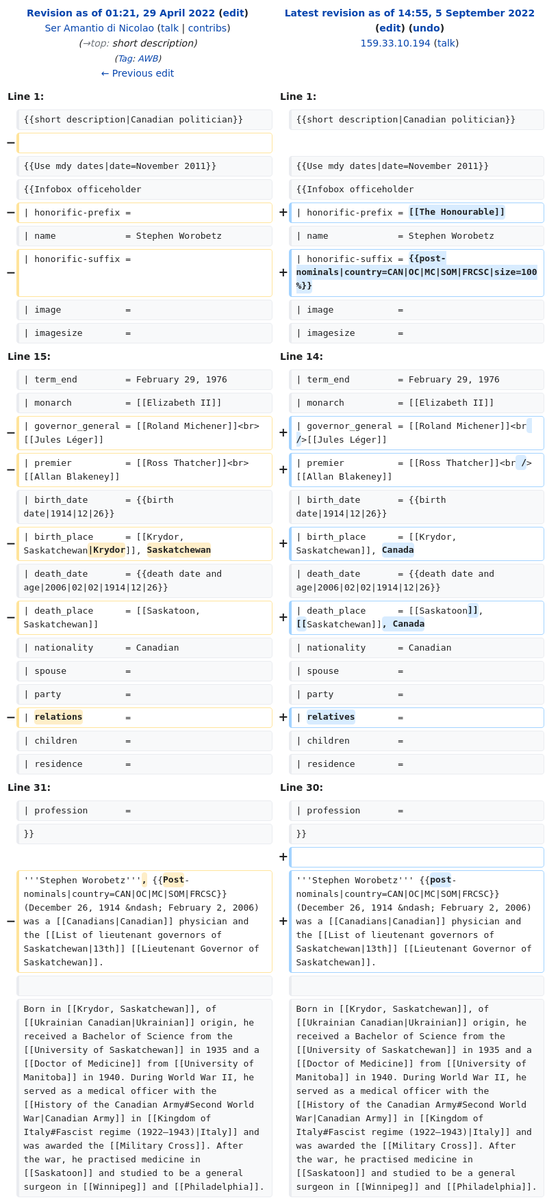 Revision as of 01:21, 29 April 2022 (edit)
Ser Amantio di Nicolao (talk | contribs)
(→top: short description)
(Tag: AWB)
← Previous edit
Latest revision as of 14:55, 5 September 2022
(edit) (undo)
159.33.10.194 (talk)
Line 1:
{{short description|Canadian politician}}
−
{{Use mdy dates|date=November 2011}}
{{Infobox officeholder
− | honorific-prefix =
| name = Stephen Worobetz
− | honorific-suffix =
| image =
| imagesize =
Line 1:
{{short description|Canadian politician}}
{{Use mdy dates|date=November 2011}}
{{Infobox officeholder
+ | honorific-prefix = [[The Honourable]]
| name = Stephen Worobetz
+ | honorific-suffix = {{post-
nominals|country=CAN|OC|MC|SOM|FRCSC|size=100
%}}
| image =
| imagesize =
Line 15:
| term_end = February 29, 1976
| monarch = [[Elizabeth II]]
− | governor_general = [[Roland Michener]]<br>
[[Jules Léger]]
− | premier = [[Ross Thatcher]]<br>
[[Allan Blakeney]]
| birth_date = {{birth
date|1914|12|26}}
− | birth_place = [[Krydor,
Saskatchewan|Krydor]], Saskatchewan
| death_date = {{death date and
age|2006|02|02|1914|12|26}}
− | death_place = [[Saskatoon,
Saskatchewan]]
| nationality = Canadian
| spouse =
| party =
− | relations =
| children =
| residence =
Line 14:
| term_end = February 29, 1976
| monarch = [[Elizabeth II]]
+ | governor_general = [[Roland Michener]]<br
/>[[Jules Léger]]
+ | premier = [[Ross Thatcher]]<br />
[[Allan Blakeney]]
| birth_date = {{birth
date|1914|12|26}}
+ | birth_place = [[Krydor,
Saskatchewan]], Canada
| death_date = {{death date and
age|2006|02|02|1914|12|26}}
+ | death_place = [[Saskatoon]],
[[Saskatchewan]], Canada
| nationality = Canadian
| spouse =
| party =
+ | relatives =
| children =
| residence =
Line 31:
| profession =
}}
− '''Stephen Worobetz''', {{Post-
nominals|country=CAN|OC|MC|SOM|FRCSC}}
(December 26, 1914 &ndash; February 2, 2006)
was a [[Canadians|Canadian]] physician and
the [[List of lieutenant governors of
Saskatchewan|13th]] [[Lieutenant Governor of
Saskatchewan]].
Born in [[Krydor, Saskatchewan]], of
[[Ukrainian Canadian|Ukrainian]] origin, he
received a Bachelor of Science from the
[[University of Saskatchewan]] in 1935 and a
[[Doctor of Medicine]] from [[University of
Manitoba]] in 1940. During World War II, he
served as a medical officer with the
[[History of the Canadian Army#Second World
War|Canadian Army]] in [[Kingdom of
Italy#Fascist regime (1922–1943)|Italy]] and
was awarded the [[Military Cross]]. After
the war, he practised medicine in
[[Saskatoon]] and studied to be a general
surgeon in [[Winnipeg]] and [[Philadelphia]].
Line 30:
| profession =
}}
+
+ '''Stephen Worobetz''' {{post-
nominals|country=CAN|OC|MC|SOM|FRCSC}}
(December 26, 1914 &ndash; February 2, 2006)
was a [[Canadians|Canadian]] physician and
the [[List of lieutenant governors of
Saskatchewan|13th]] [[Lieutenant Governor of
Saskatchewan]].
Born in [[Krydor, Saskatchewan]], of
[[Ukrainian Canadian|Ukrainian]] origin, he
received a Bachelor of Science from the
[[University of Saskatchewan]] in 1935 and a
[[Doctor of Medicine]] from [[University of
Manitoba]] in 1940. During World War II, he
served as a medical officer with the
[[History of the Canadian Army#Second World
War|Canadian Army]] in [[Kingdom of
Italy#Fascist regime (1922–1943)|Italy]] and
was awarded the [[Military Cross]]. After
the war, he practised medicine in
[[Saskatoon]] and studied to be a general
surgeon in [[Winnipeg]] and [[Philadelphia]].